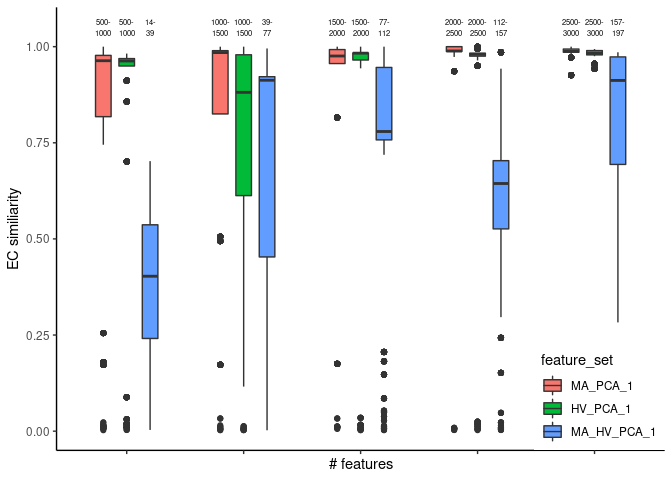 500- 500- 14- 1000- 1000- 39- 1500- 1500- 77- 2000- 2000- 112- 2500- 2500- 157-
1000 1000 39 1500 1500 77 2000 2000 112 2500 2500 157 3000 3000 197
1.00
0.75
0.50
0.25
0.00
EC similiarity
# features
feature_set
MA_PCA_1
HV_PCA_1
MA_HV_PCA_1